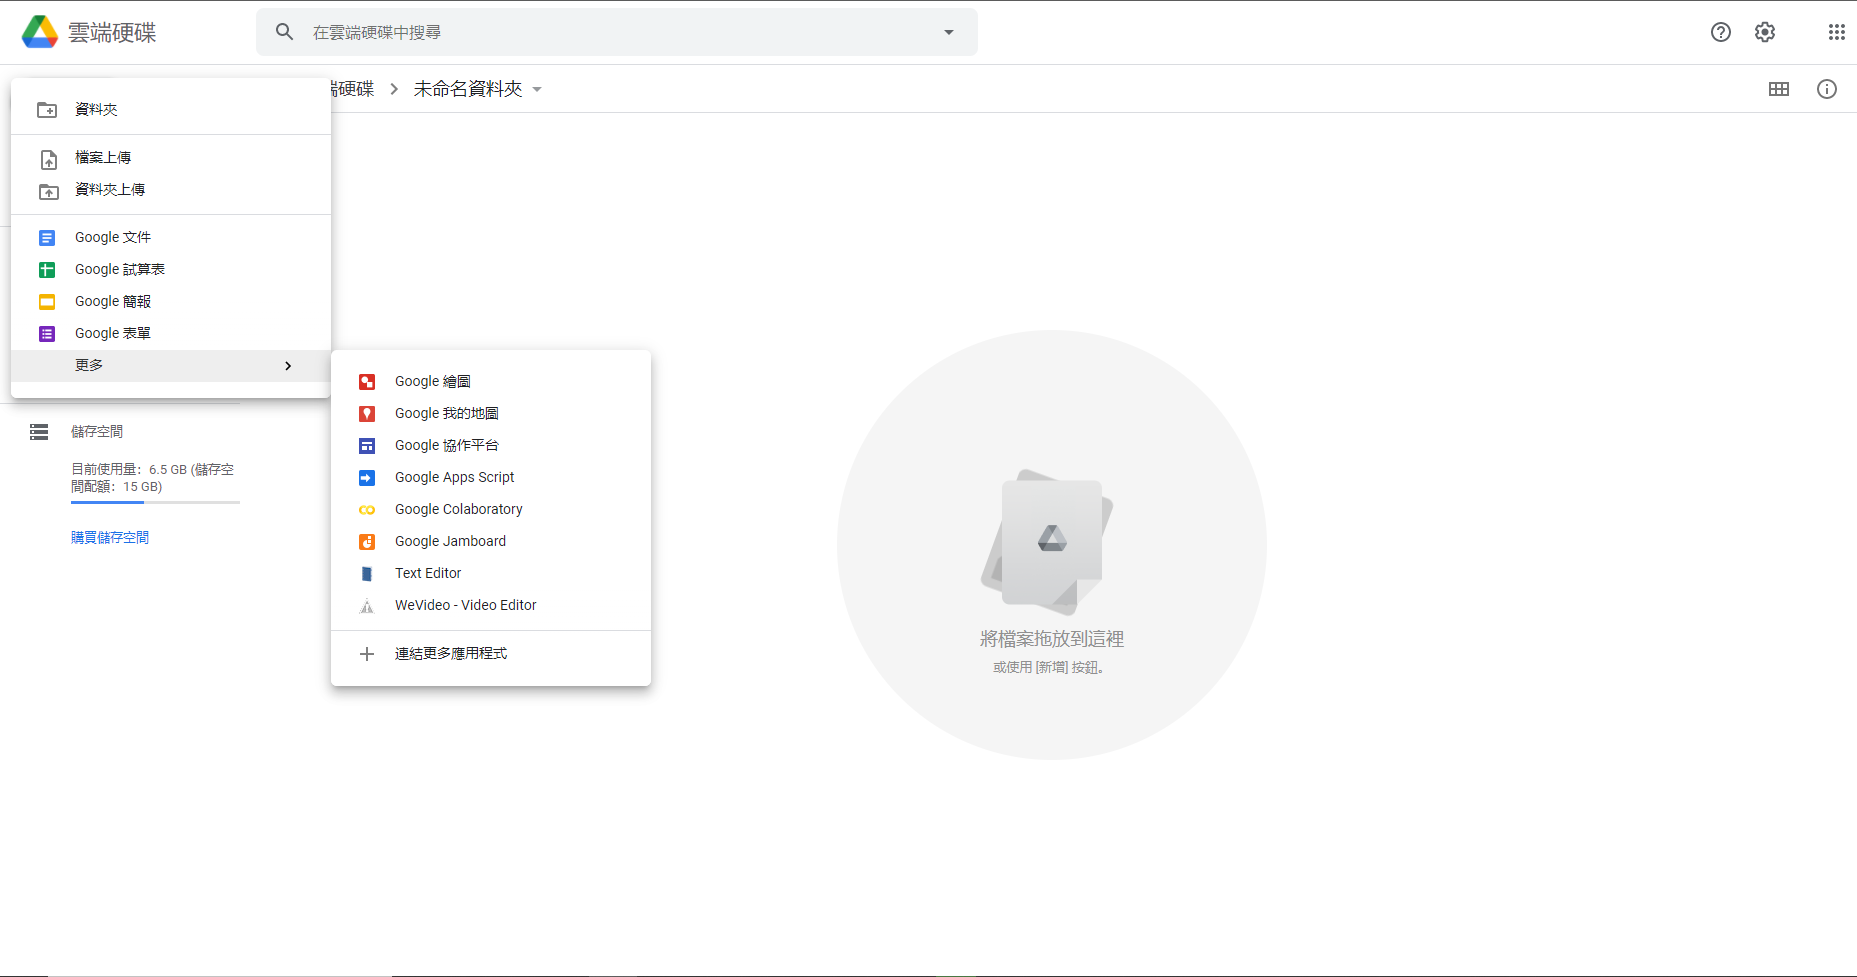 雲端硬碟
在雲端硬碟中搜尋
端硬碟 > 未命名資料夾
資料夾
檔案上傳
資料夾上傳
Google 文件
Google 試算表
Google 簡報
Google 表單
更多
Google 繪圖
Google 我的地圖
Google 協作平台
Google Apps Script
Google Colaboratory
Google Jamboard
Text Editor
WeVideo - Video Editor
連結更多應用程式
儲存空間
目前使用量：6.5 GB (儲存空
間配額：15 GB)
購買儲存空間
將檔案拖放到這裡
或使用 [新增] 按鈕。